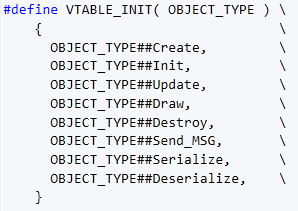 #define VTABLE_INIT( OBJECT_TYPE ) \
{ \
OBJECT_TYPE##Create, \
OBJECT_TYPE##Init, \
OBJECT_TYPE##Update, \
OBJECT_TYPE##Draw, \
OBJECT_TYPE##Destroy, \
OBJECT_TYPE##Send_MSG, \
OBJECT_TYPE##Serialize, \
OBJECT_TYPE##Deserialize, \
}